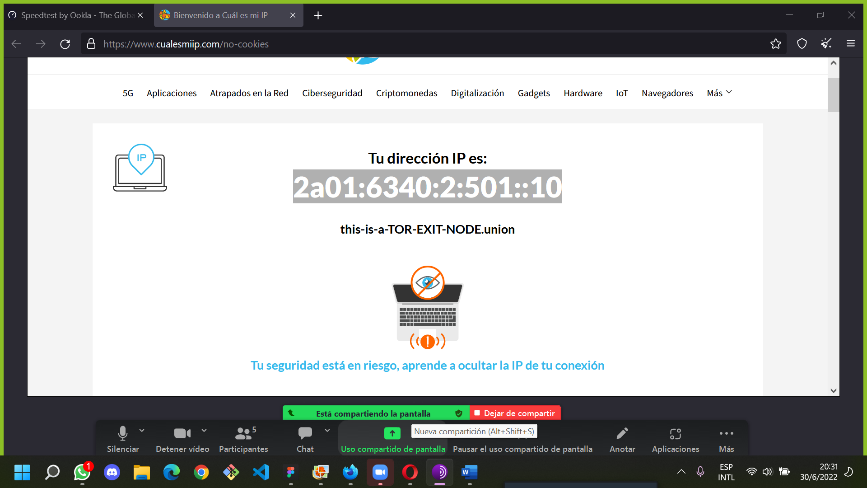 Speedtest by Ookla - The Globa
Bienvenido a Cuál es mi IP
https://www.cualesmiip.com/no-cookies
5G Aplicaciones Atrapados en la Red Ciberseguridad Criptomonedas Digitalización Gadgets Hardware IoT Navegadores Más
IP
Tu dirección IP es:
2a01:6340:2:501::10
this-is-a-TOR-EXIT-NODE.union
Tu seguridad está en riesgo, aprende a ocultar la IP de tu conexión
Está compartiendo la pantalla Dejar de compartir
Nueva compartición (Alt+Shift+S)
5
Silenciar Detener vídeo Participantes Chat Uso compartido de pantalla Pausar el uso compartido de pantalla Anotar Aplicaciones Más
1
ESP
INTL
20:31
30/6/2022